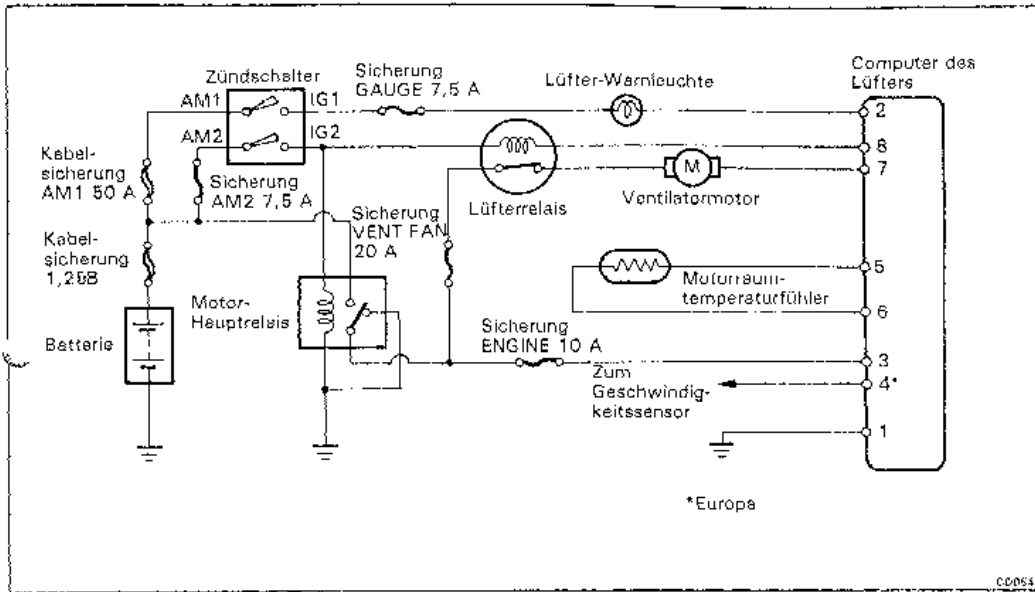 Zündschalter
AM1
IG1
AM2
IG2
Sicherung
GAUGE 7,5 A
Lüfter-Warnleuchte
Computer des
Lüfters
2
8
7
Kabel-
sicherung
AM1 50 A
Sicherung
AM2 7,5 A
Lüfterrelais
M
Ventilatormotor
Sicherung
VENT FAN
20 A
Kabel-
sicherung
1,25B
Batterie
Motor-
Hauptrelais
Motorraum-
temperaturfühler
5
6
Sicherung
ENGINE 10 A
3
Zum
Geschwindig-
keitssensor
4*
1
*Europa